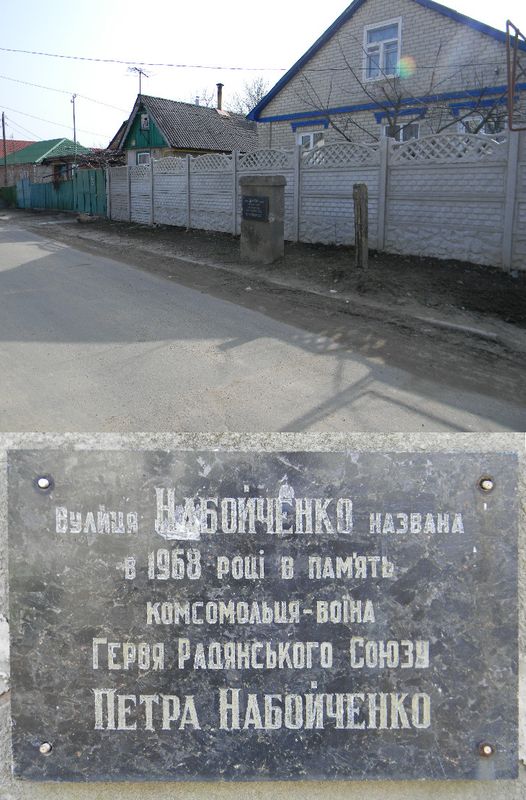 Вулиця Набойченко названа
в 1968 році в пам'ять
комсомольця-воїна
Героя Радянського Союзу
Петра Набойченко